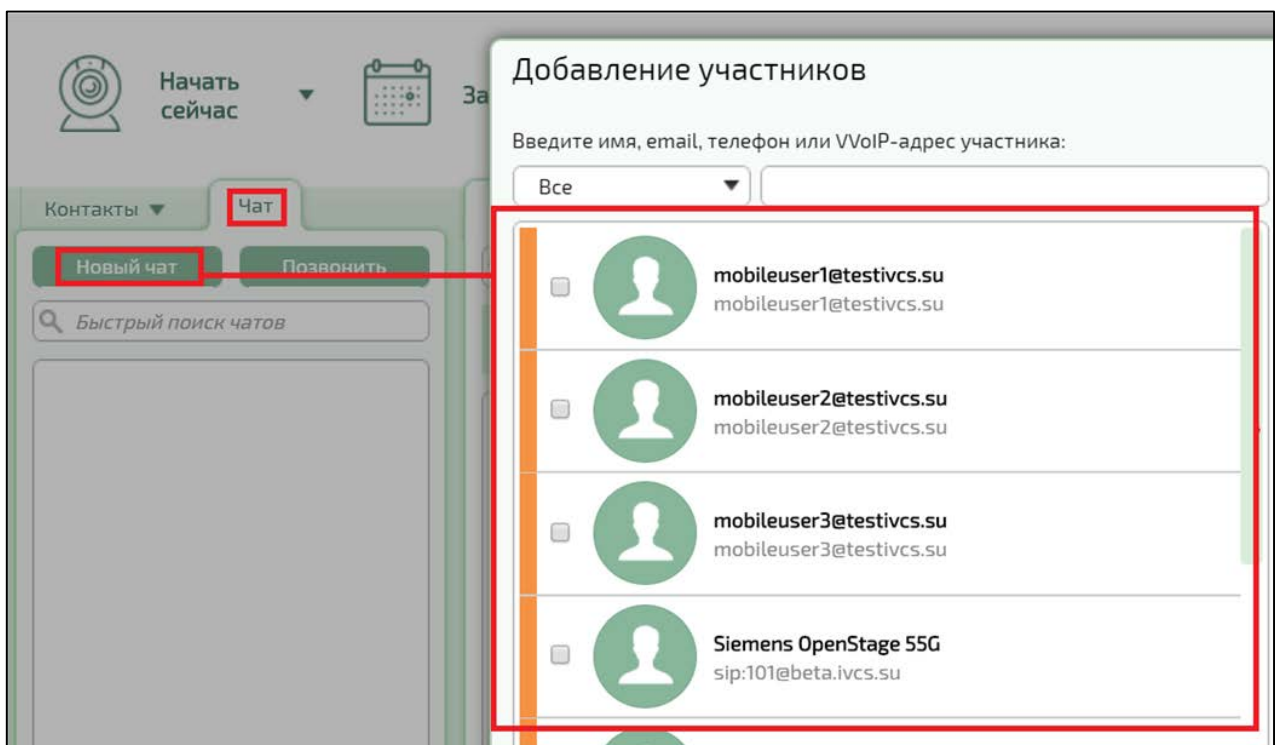 Начать
сейчас
За
Контакты
Чат
Новый чат
Позвонить
Быстрый поиск чатов
Добавление участников
Введите имя, email, телефон или VVoIP-адрес участника:
Все
mobileuser1@testivcs.su
mobileuser1@testivcs.su
mobileuser2@testivcs.su
mobileuser2@testivcs.su
mobileuser3@testivcs.su
mobileuser3@testivcs.su
Siemens OpenStage 55G
sip:101@beta.ivcs.su